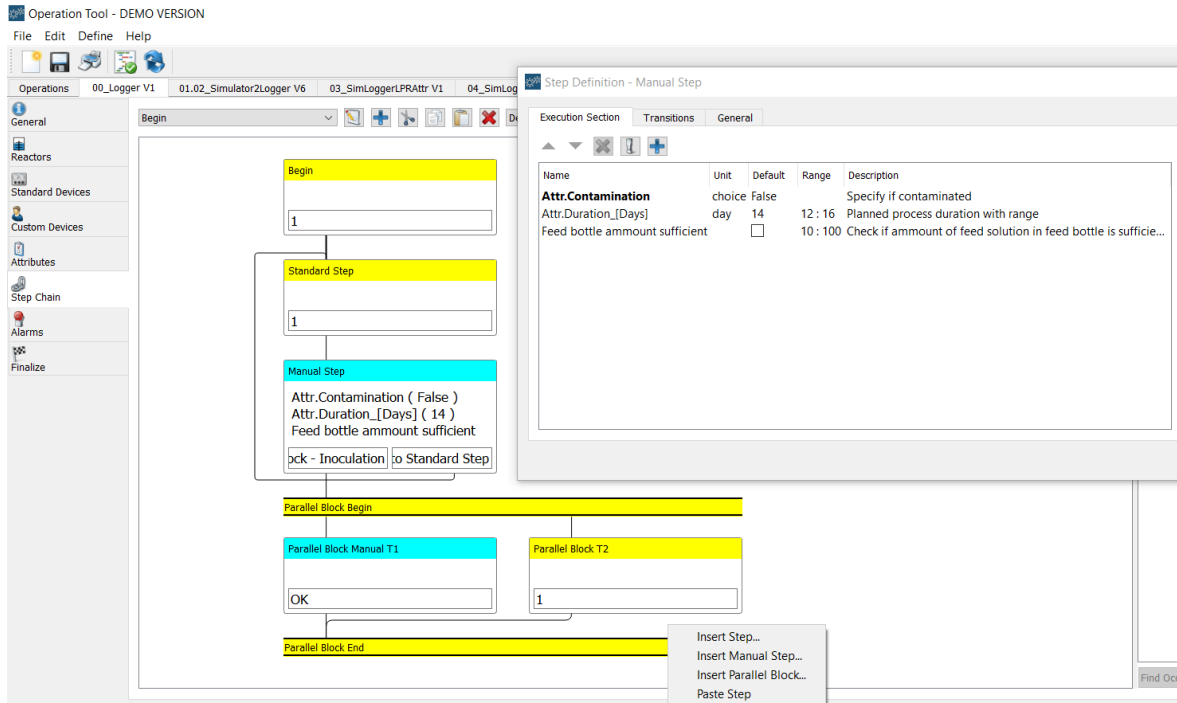 Operation Tool - DEMO VERSION
File Edit Define Help
Operations 00_Logger V1 01.02_Simulator2Logger V6 03_SimLoggerLPRAttr V1 04_SimLog
General
Reactors
Standard Devices
Custom Devices
Attributes
Step Chain
Alarms
Finalize
Begin De
Begin
1
Standard Step
1
Manual Step
Attr.Contamination ( False )
Attr.Duration_[Days] ( 14 )
Feed bottle ammount sufficient
ock - Inoculation to Standard Step
Parallel Block Begin
Parallel Block Manual T1 Parallel Block T2
OK 1
Parallel Block End
Step Definition - Manual Step
Execution Section Transitions General
Name Unit Default Range Description
Attr.Contamination choice False Specify if contaminated
Attr.Duration_[Days] day 14 12 : 16 Planned process duration with range
Feed bottle ammount sufficient 10 : 100 Check if ammount of feed solution in feed bottle is sufficie...
Insert Step...
Insert Manual Step...
Insert Parallel Block...
Paste Step
Find Occ